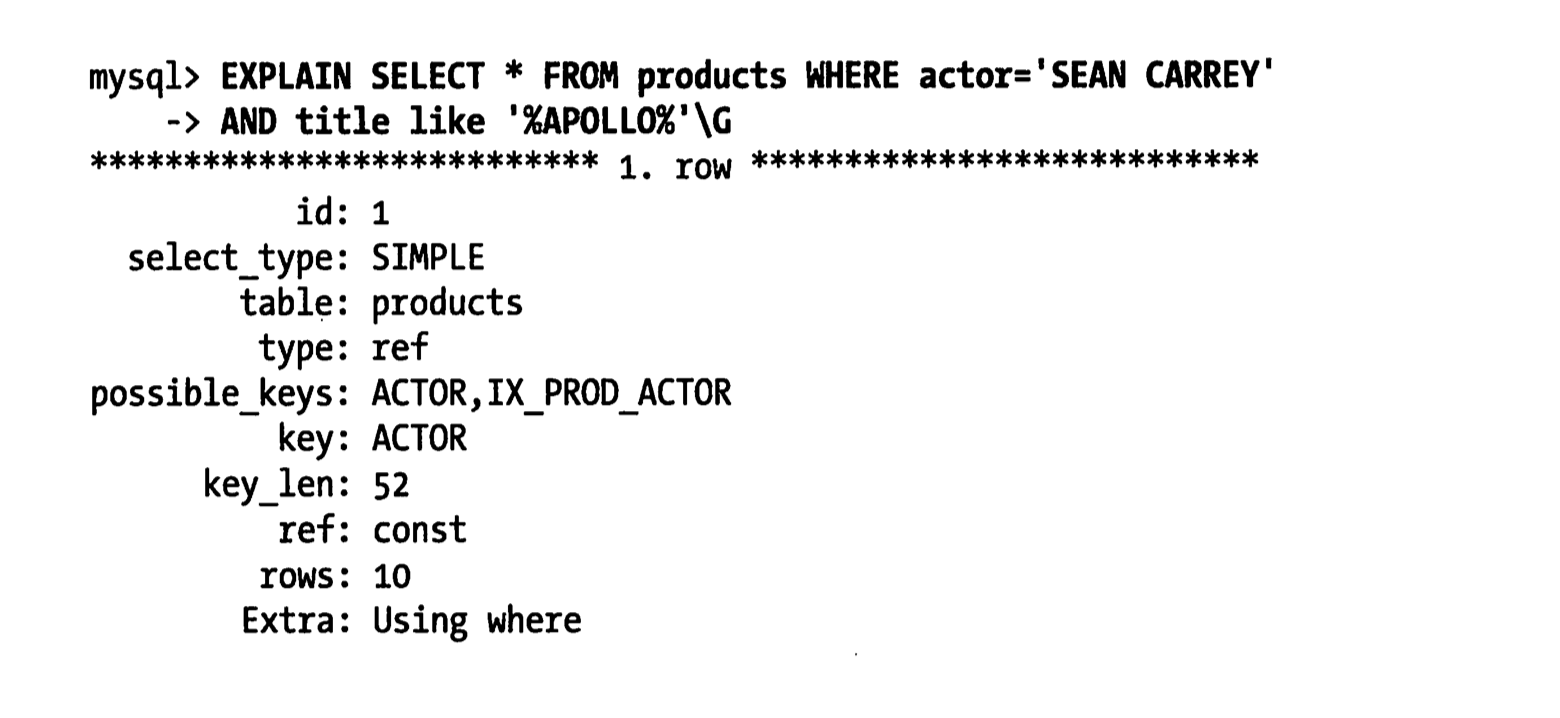 mysql> EXPLAIN SELECT * FROM products WHERE actor='SEAN CARREY'
-> AND title like '%APOLLO%'\G
*************************** 1. row ***************************
id: 1
select_type: SIMPLE
table: products
type: ref
possible_keys: ACTOR,IX_PROD_ACTOR
key: ACTOR
key_len: 52
ref: const
rows: 10
Extra: Using where